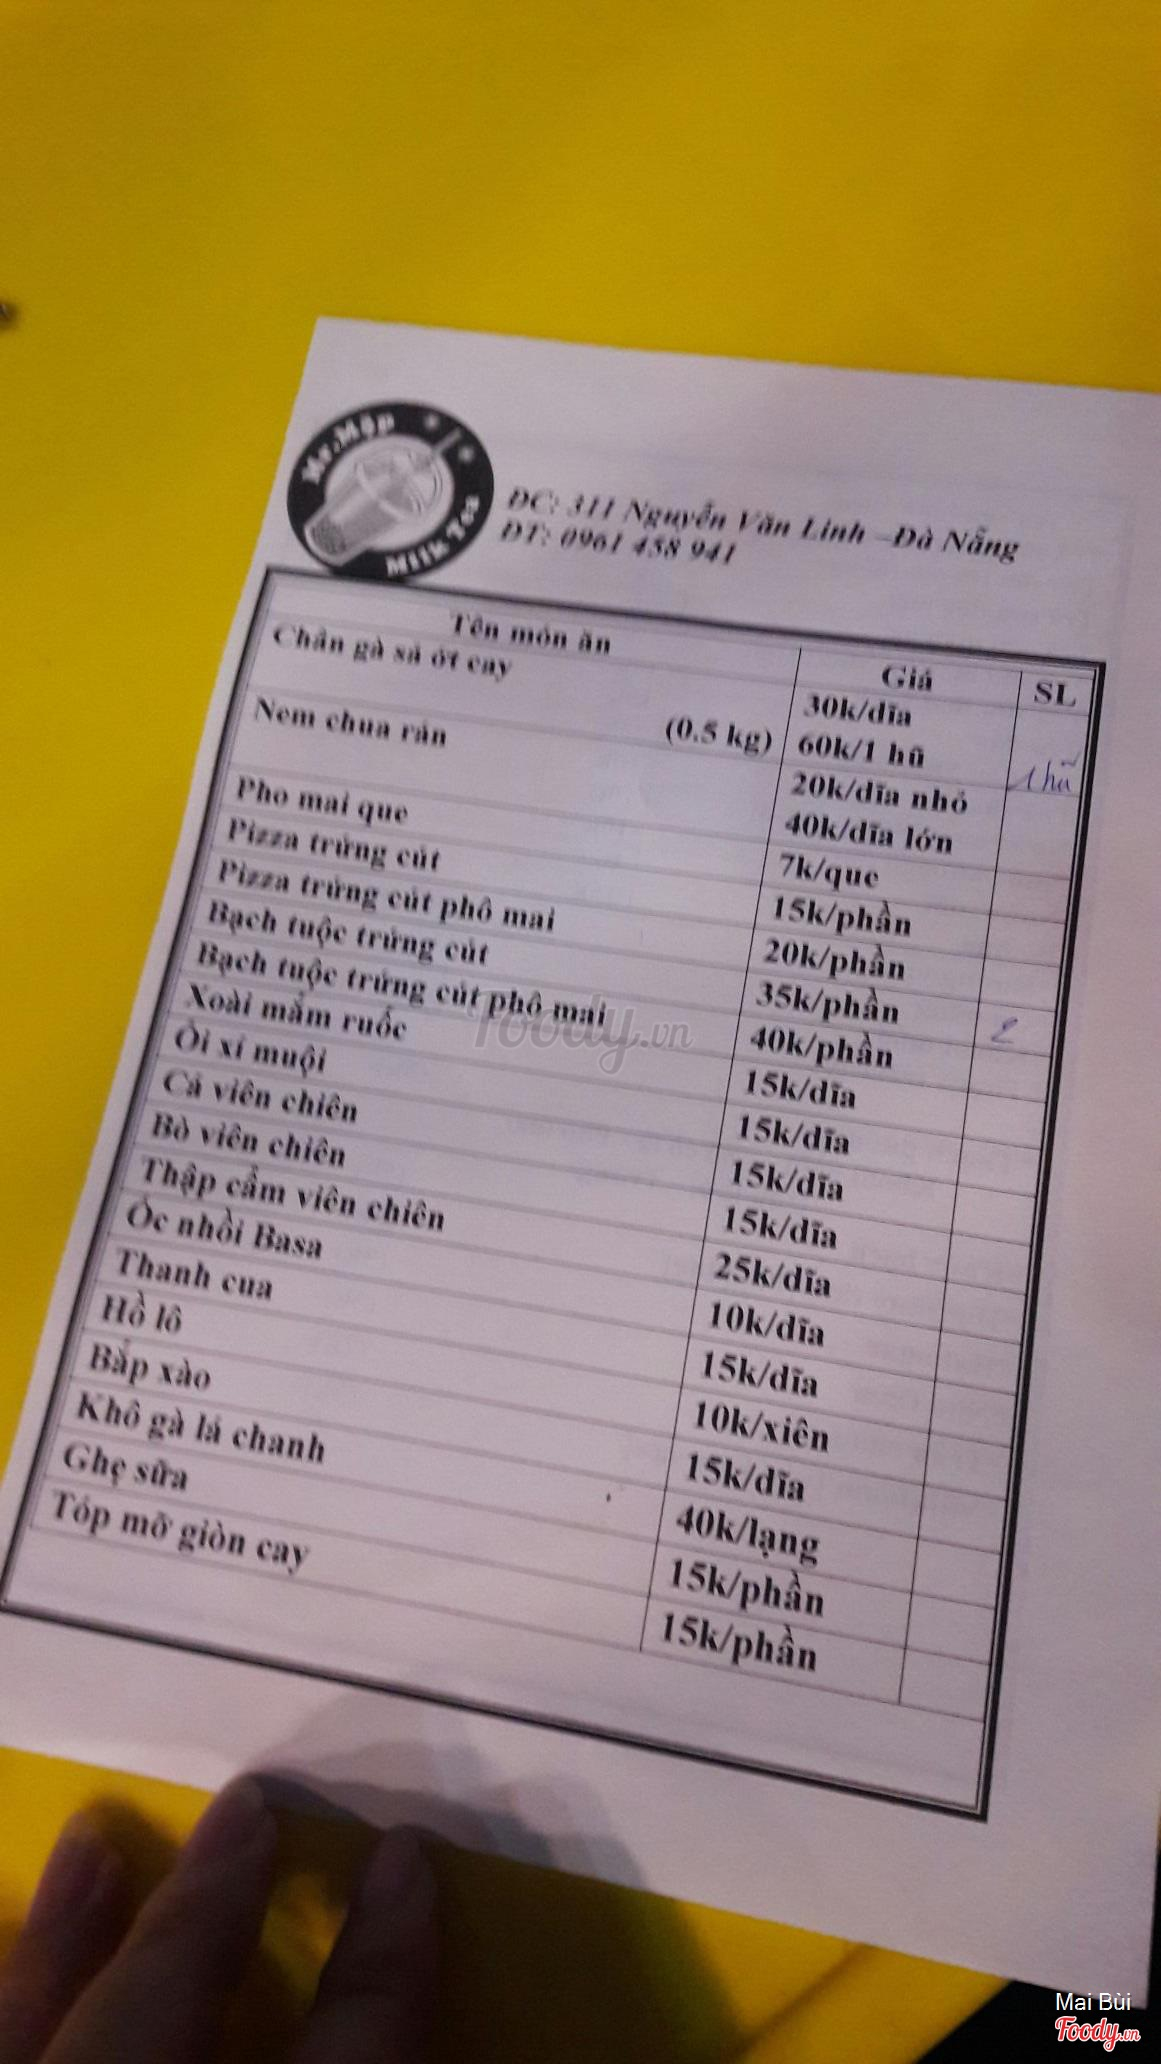 Mr.Mập
Milk Tea
ĐC: 311 Nguyễn Văn Linh –Đà Nẵng
ĐT: 0961 458 941
Tên món ăn Giá SL
Chân gà sả ớt cay 30k/dĩa
(0.5 kg) 60k/1 hũ 1 hũ
Nem chua rán 20k/dĩa nhỏ
40k/dĩa lớn
Pho mai que 7k/que
Pizza trứng cút 15k/phần
Pizza trứng cút phô mai 20k/phần
Bạch tuộc trứng cút 35k/phần
Bạch tuộc trứng cút phô mai 40k/phần 2
Xoài mắm ruốc 15k/dĩa
Ổi xí muội 15k/dĩa
Cá viên chiên 15k/dĩa
Bò viên chiên 15k/dĩa
Thập cẩm viên chiên 25k/dĩa
Ốc nhồi Basa 10k/dĩa
Thanh cua 15k/dĩa
Hồ lô 10k/xiên
Bắp xào 15k/dĩa
Khô gà lá chanh 40k/lạng
Ghẹ sữa 15k/phần
Tóp mỡ giòn cay 15k/phần
Foody.vn
Mai Bùi
Foody.vn